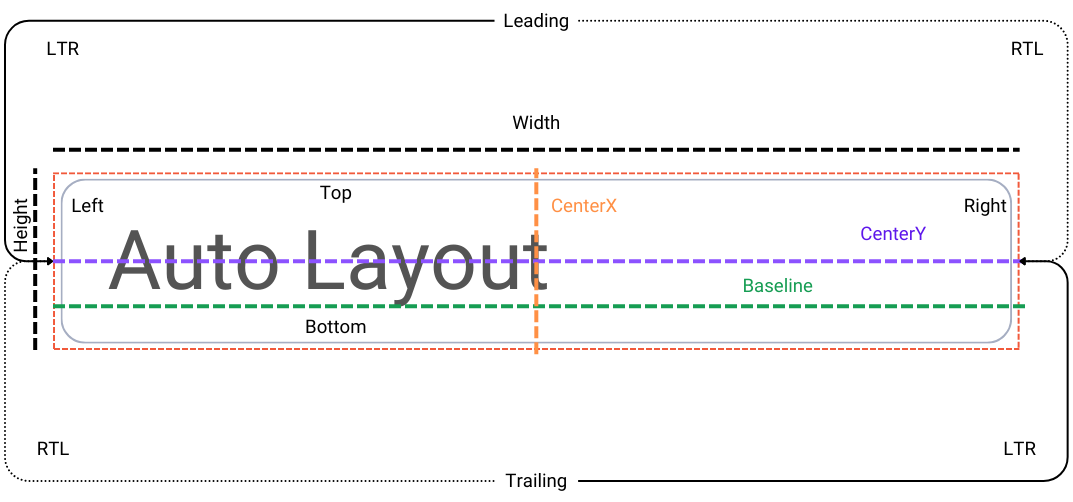 Leading
LTR
RTL
Width
Height
Top
Left
CenterX
Right
CenterY
Auto Layout
Baseline
Bottom
RTL
LTR
Trailing